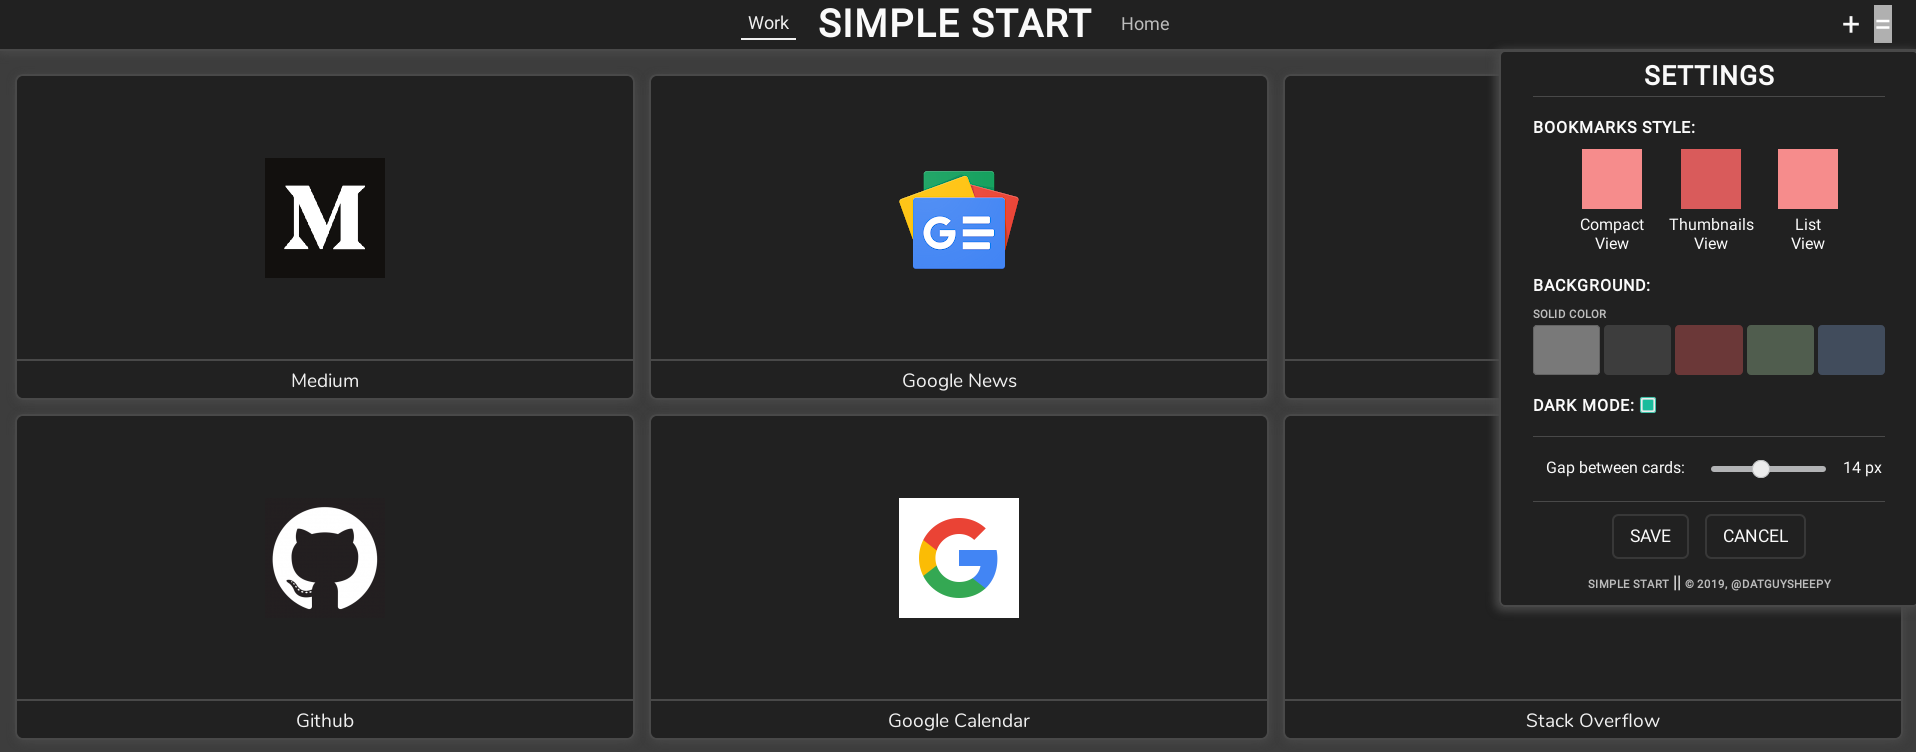 Work SIMPLE START Home + =
SETTINGS
BOOKMARKS STYLE:
Compact View
Thumbnails View
List View
BACKGROUND:
SOLID COLOR
DARK MODE:
Gap between cards: 14 px
SAVE CANCEL
SIMPLE START || © 2019, @DATGUYSHEEPY
M
GE
Medium
Google News
G
Github
Google Calendar
Stack Overflow